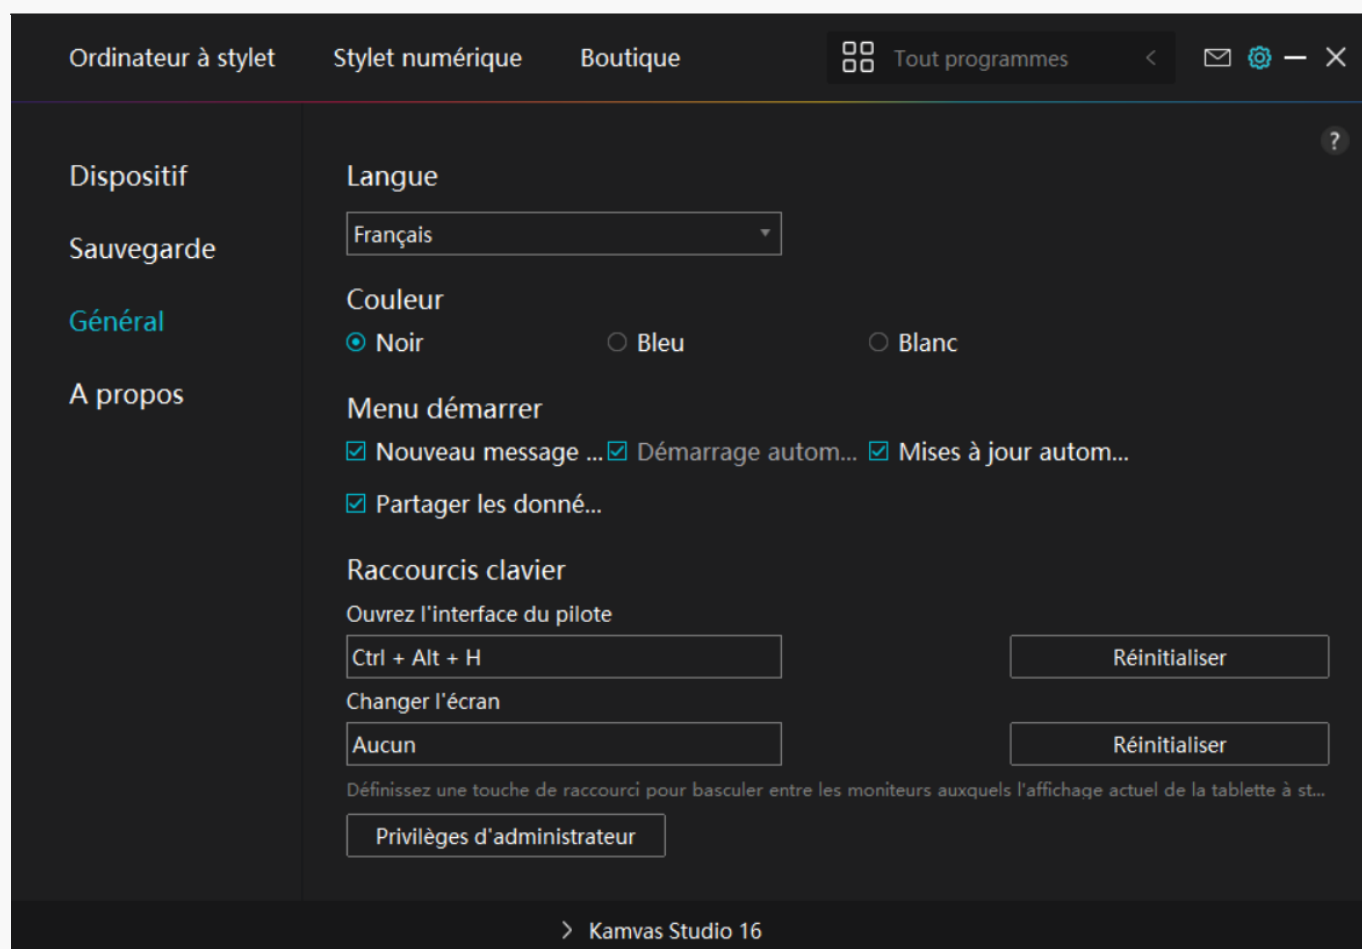 Ordinateur à stylet Stylet numérique Boutique Tout programmes <
?
Dispositif
Sauvegarde
Général
A propos
Langue
Français
Couleur
Noir Bleu Blanc
Menu démarrer
Nouveau message ... Démarrage autom... Mises à jour autom...
Partager les donné...
Raccourcis clavier
Ouvrez l'interface du pilote
Ctrl + Alt + H Réinitialiser
Changer l'écran
Aucun Réinitialiser
Définissez une touche de raccourci pour basculer entre les moniteurs auxquels l'affichage actuel de la tablette à st...
Privilèges d'administrateur
> Kamvas Studio 16